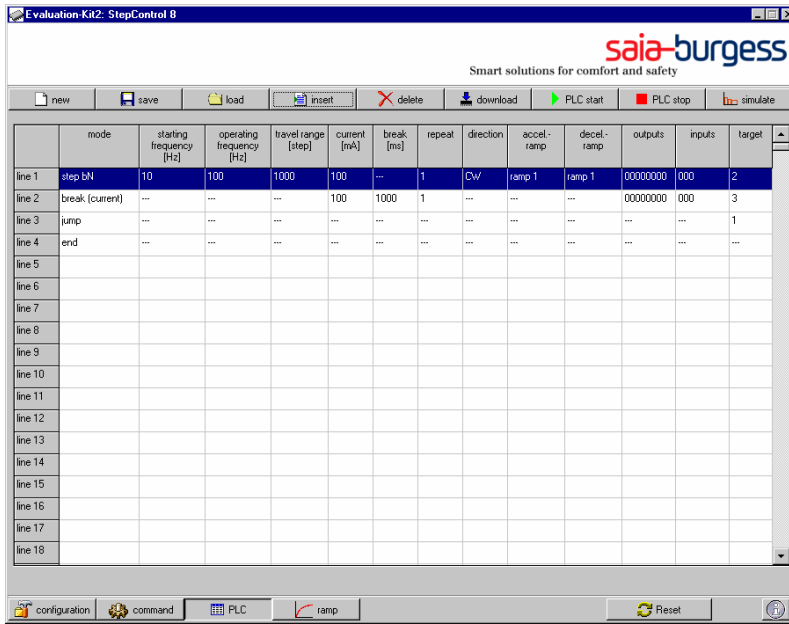 Evaluation-Kit2: StepControl 8
saia-burgess
Smart solutions for comfort and safety
new save load insert delete download PLC start PLC stop simulate
mode starting frequency [Hz] operating frequency [Hz] travel range [step] current [mA] break [ms] repeat direction accel.-ramp decel.-ramp outputs inputs target
line 1 step bN 10 100 1000 100 --- 1 CW ramp 1 ramp 1 00000000 000 2
line 2 break (current) --- --- --- 100 1000 1 --- --- --- 00000000 000 3
line 3 jump --- --- --- --- --- --- --- --- --- --- --- 1
line 4 end --- --- --- --- --- --- --- --- --- --- --- ---
line 5
line 6
line 7
line 8
line 9
line 10
line 11
line 12
line 13
line 14
line 15
line 16
line 17
line 18
configuration command PLC ramp Reset